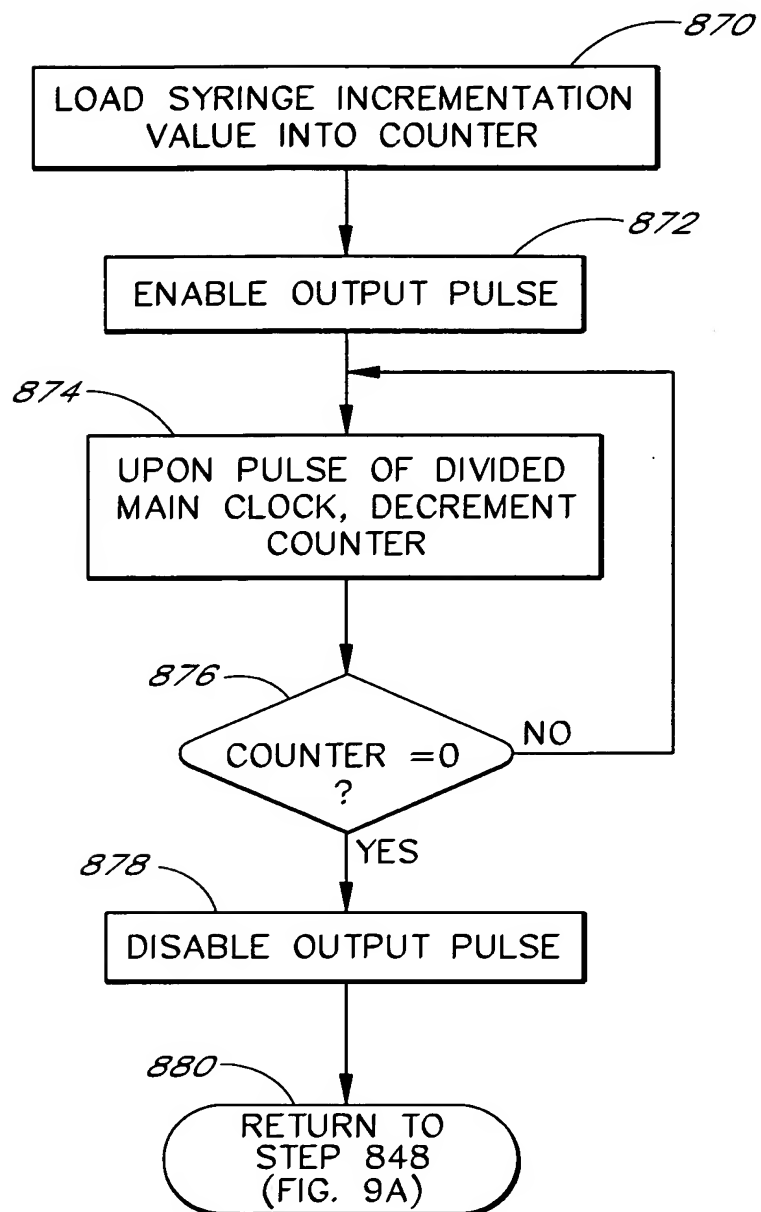 870
LOAD SYRINGE INCREMENTATION
VALUE INTO COUNTER
872
ENABLE OUTPUT PULSE
874
UPON PULSE OF DIVIDED
MAIN CLOCK, DECREMENT
COUNTER
876
COUNTER =0
?
NO
YES
878
DISABLE OUTPUT PULSE
880
RETURN TO
STEP 848
(FIG. 9A)